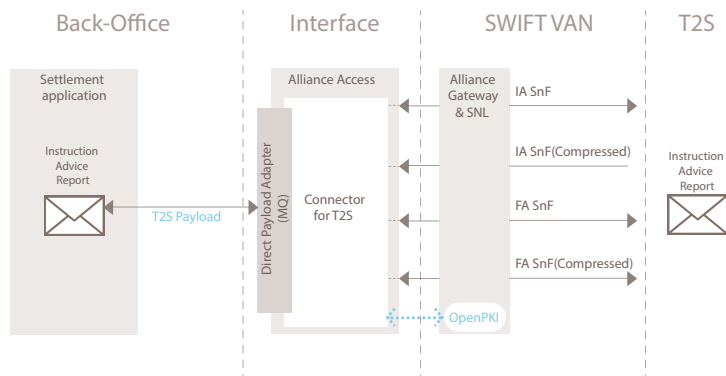 Back-Office
Interface
SWIFT VAN
T2S
Settlement
application
Instruction
Advice
Report
T2S Payload
Alliance Access
Direct Payload Adapter
(MQ)
Connector
for T2S
Alliance
Gateway
& SNL
OpenPKI
IA SnF
IA SnF(Compressed)
FA SnF
FA SnF(Compressed)
Instruction
Advice
Report